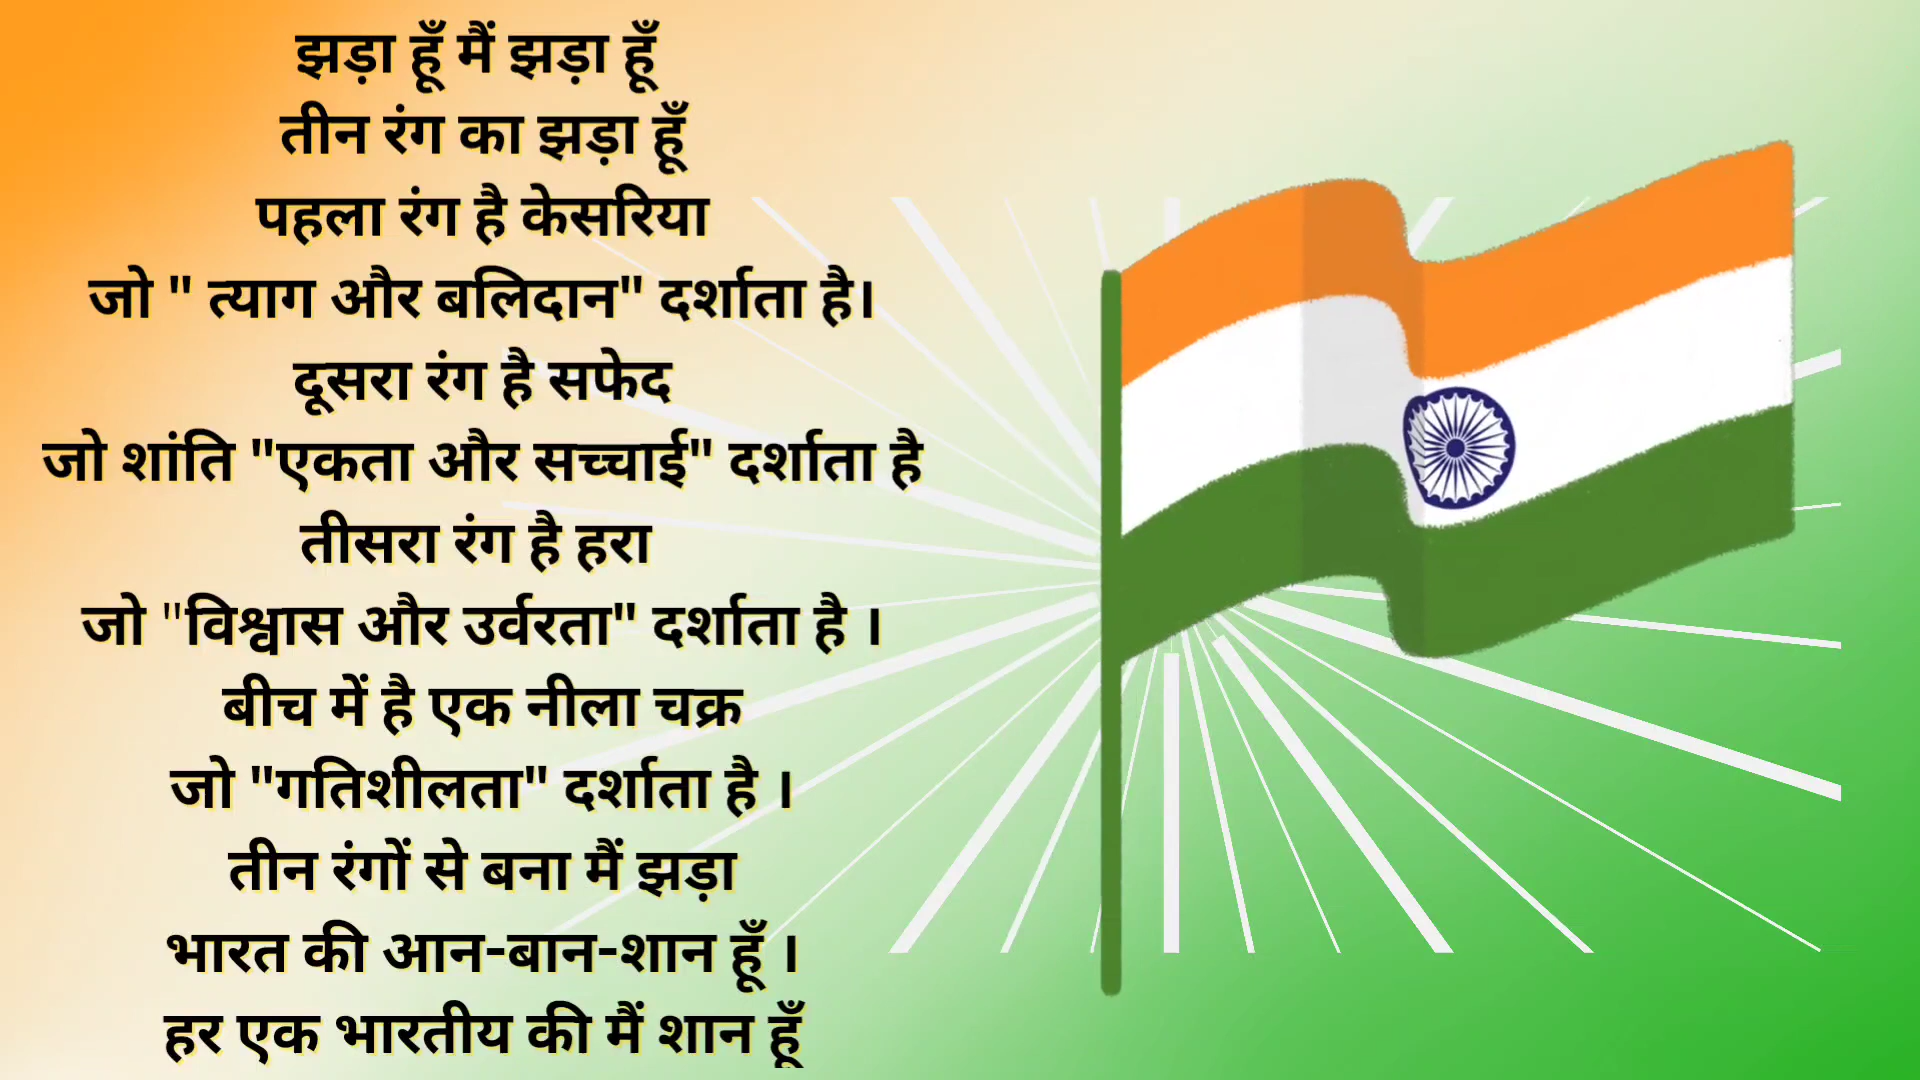 झड़ा हूँ मैं झड़ा हूँ
तीन रंग का झड़ा हूँ
पहला रंग है केसरिया
जो " त्याग और बलिदान" दर्शाता है।
दूसरा रंग है सफेद
जो शांति "एकता और सच्चाई" दर्शाता है
तीसरा रंग है हरा
जो "विश्वास और उर्वरता" दर्शाता है ।
बीच में है एक नीला चक्र
जो "गतिशीलता" दर्शाता है ।
तीन रंगों से बना मैं झड़ा
भारत की आन-बान-शान हूँ ।
हर एक भारतीय की मैं शान हूँ